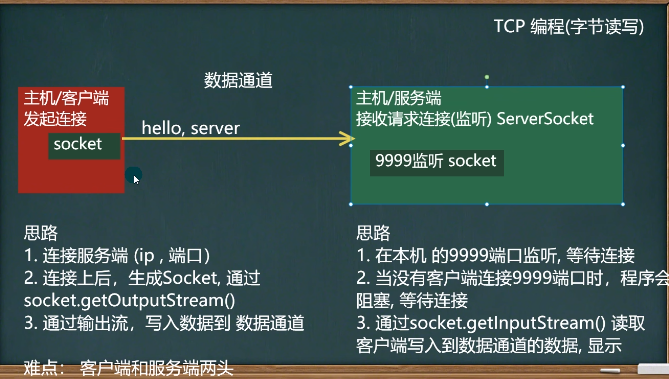 TCP 编程(字节读写)
数据通道
主机/客户端
发起连接
socket
hello, server
主机/服务端
接收请求连接(监听) ServerSocket
9999监听 socket
思路
1. 连接服务端 (ip , 端口)
2. 连接上后，生成Socket, 通过
socket.getOutputStream()
3. 通过输出流，写入数据到 数据通道
难点： 客户端和服务端两头
思路
1. 在本机 的9999端口监听, 等待连接
2. 当没有客户端连接9999端口时，程序会
阻塞, 等待连接
3. 通过socket.getInputStream() 读取
客户端写入到数据通道的数据, 显示